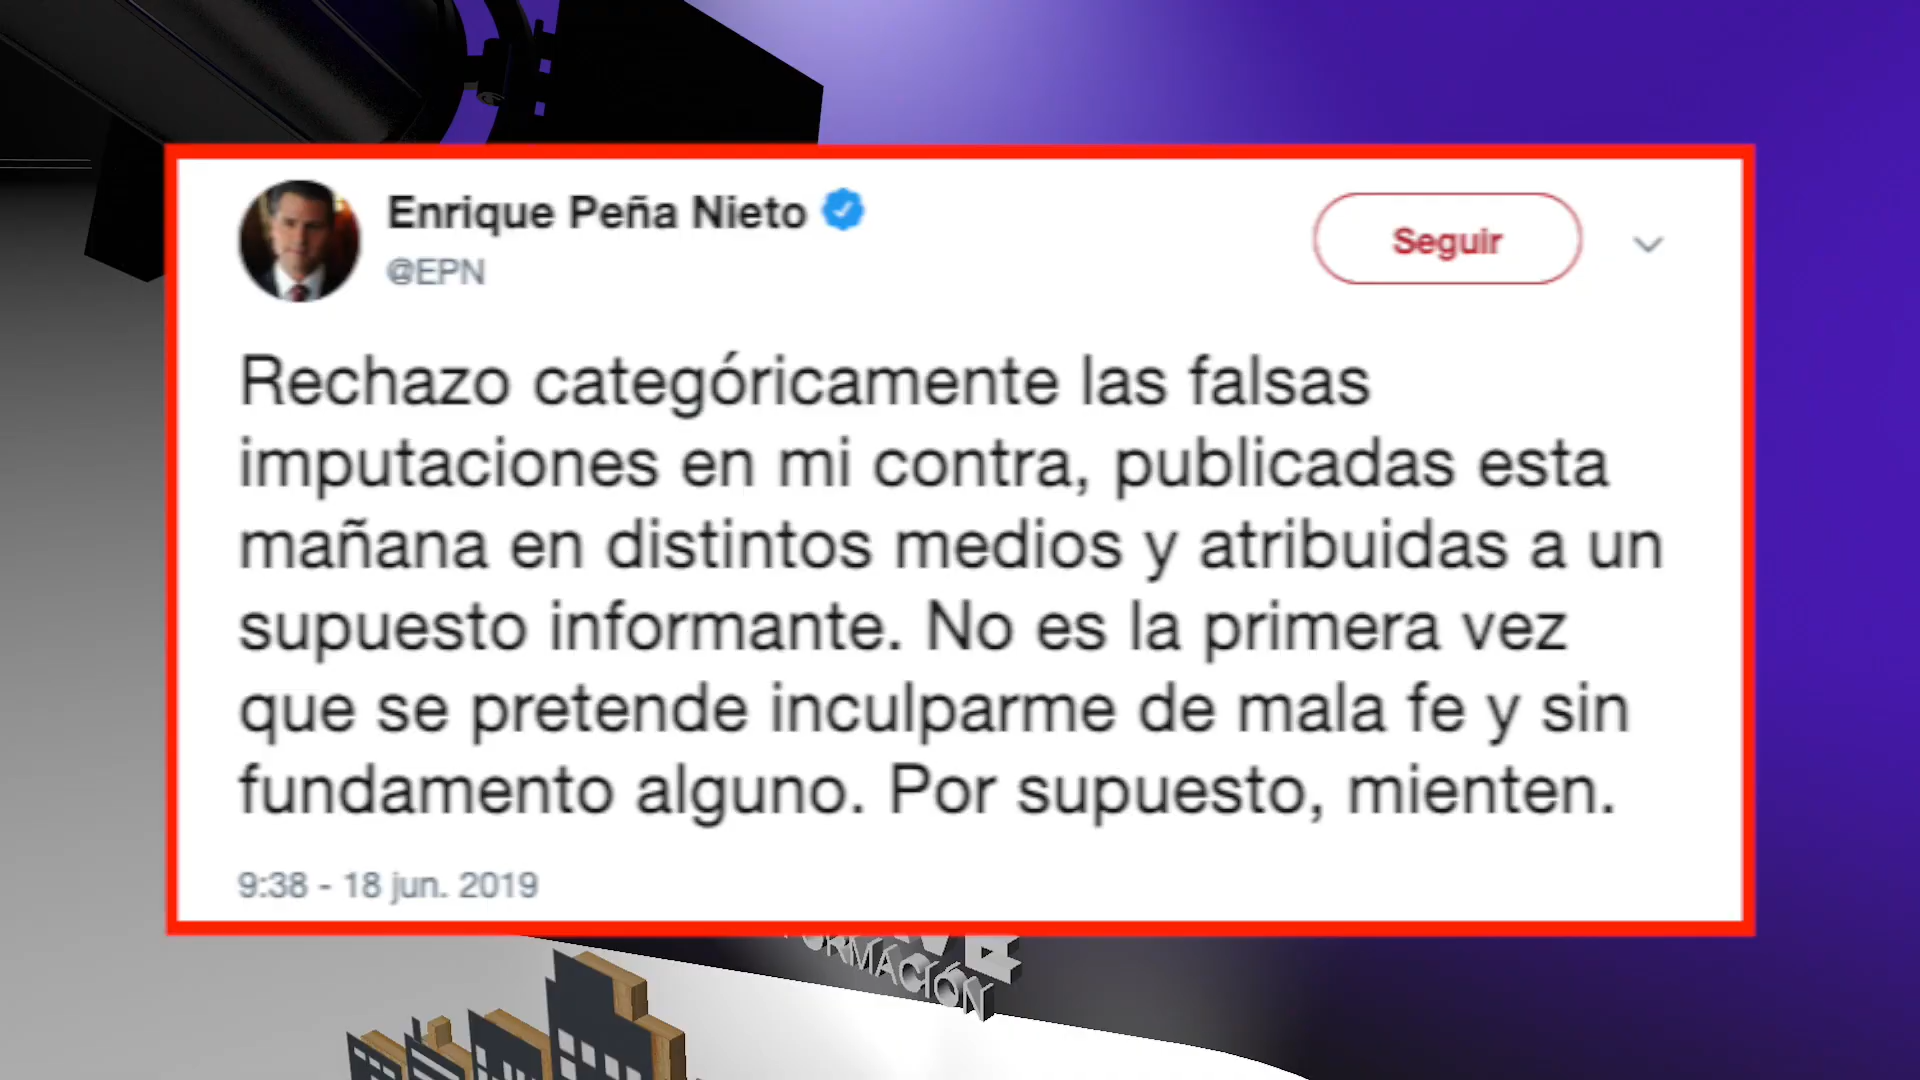 Enrique Peña Nieto
@EPN
Seguir
Rechazo categóricamente las falsas
imputaciones en mi contra, publicadas esta
mañana en distintos medios y atribuidas a un
supuesto informante. No es la primera vez
que se pretende inculparme de mala fe y sin
fundamento alguno. Por supuesto, mienten.
9:38 - 18 jun. 2019